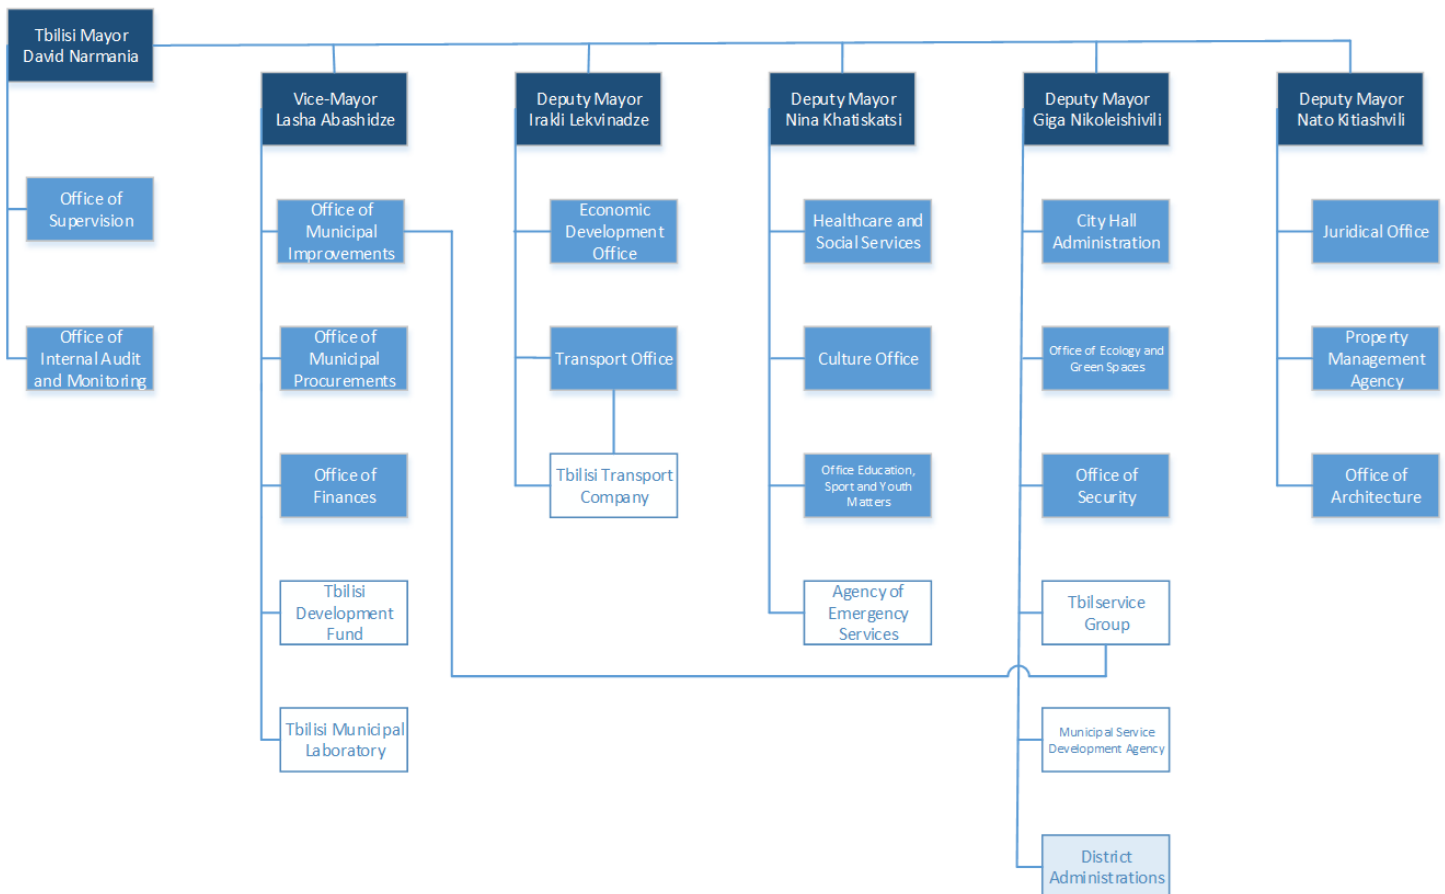 Tbilisi Mayor
David Narmania
Office of
Supervision
Office of
Internal Audit
and Monitoring
Vice-Mayor
Lasha Abashidze
Office of
Municipal
Improvements
Office of
Municipal
Procurements
Office of
Finances
Tbilisi
Development
Fund
Tbilisi Municipal
Laboratory
Deputy Mayor
Irakli Lekvinadze
Economic
Development
Office
Transport Office
Tbilisi Transport
Company
Deputy Mayor
Nina Khatiskatsi
Healthcare and
Social Services
Culture Office
Office Education,
Sport and Youth
Matters
Agency of
Emergency
Services
Deputy Mayor
Giga Nikoleishivili
City Hall
Administration
Office of Ecology and
Green Spaces
Office of
Security
Tbilservice
Group
Municipal Service
Development Agency
District
Administrations
Deputy Mayor
Nato Kitiashvili
Juridical Office
Property
Management
Agency
Office of
Architecture